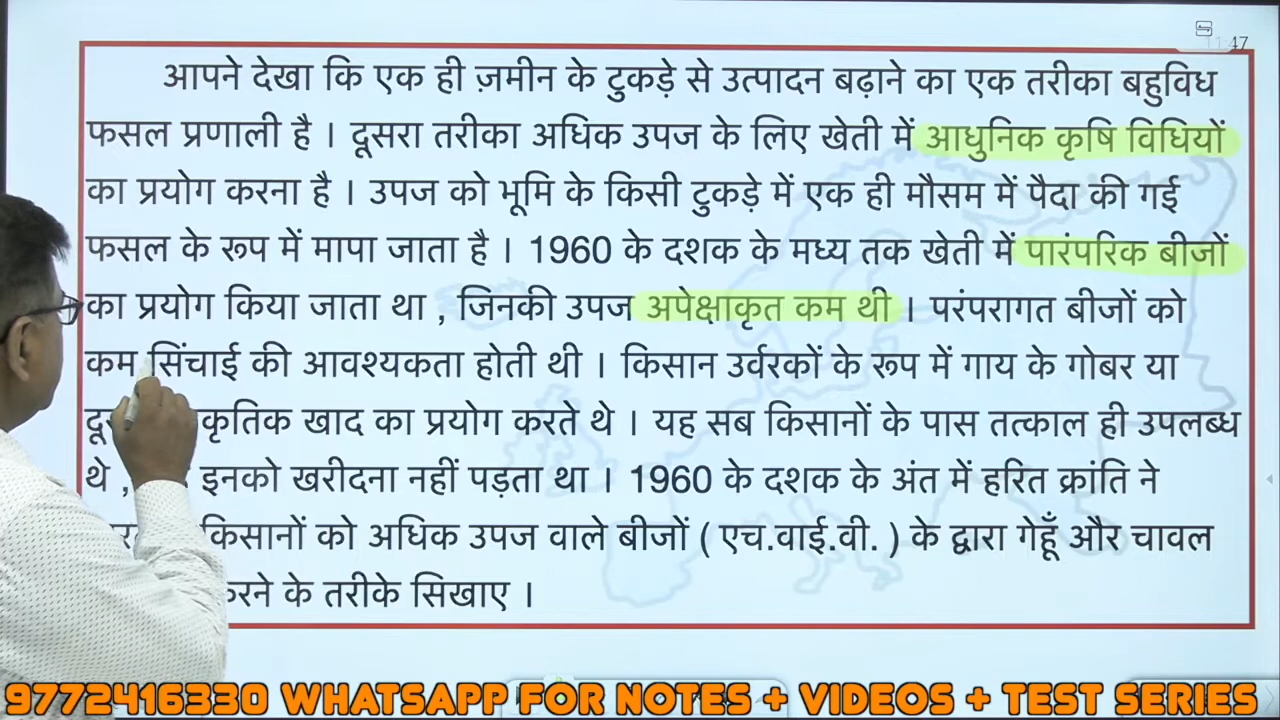 11:47
आपने देखा कि एक ही ज़मीन के टुकड़े से उत्पादन बढ़ाने का एक तरीका बहुविध
फसल प्रणाली है । दूसरा तरीका अधिक उपज के लिए खेती में आधुनिक कृषि विधियों
का प्रयोग करना है । उपज को भूमि के किसी टुकड़े में एक ही मौसम में पैदा की गई
फसल के रूप में मापा जाता है । 1960 के दशक के मध्य तक खेती में पारंपरिक बीजों
का प्रयोग किया जाता था , जिनकी उपज अपेक्षाकृत कम थी । परंपरागत बीजों को
कम सिंचाई की आवश्यकता होती थी । किसान उर्वरकों के रूप में गाय के गोबर या
खाद का प्रयोग करते थे । यह सब किसानों के पास तत्काल ही उपलब्ध
थे , इनको खरीदना नहीं पड़ता था । 1960 के दशक के अंत में हरित क्रांति ने
किसानों को अधिक उपज वाले बीजों ( एच.वाई.वी. ) के द्वारा गेहूँ और चावल
के तरीके सिखाए ।
9772416330 WHATSAPP FOR NOTES + VIDEOS + TEST SERIES